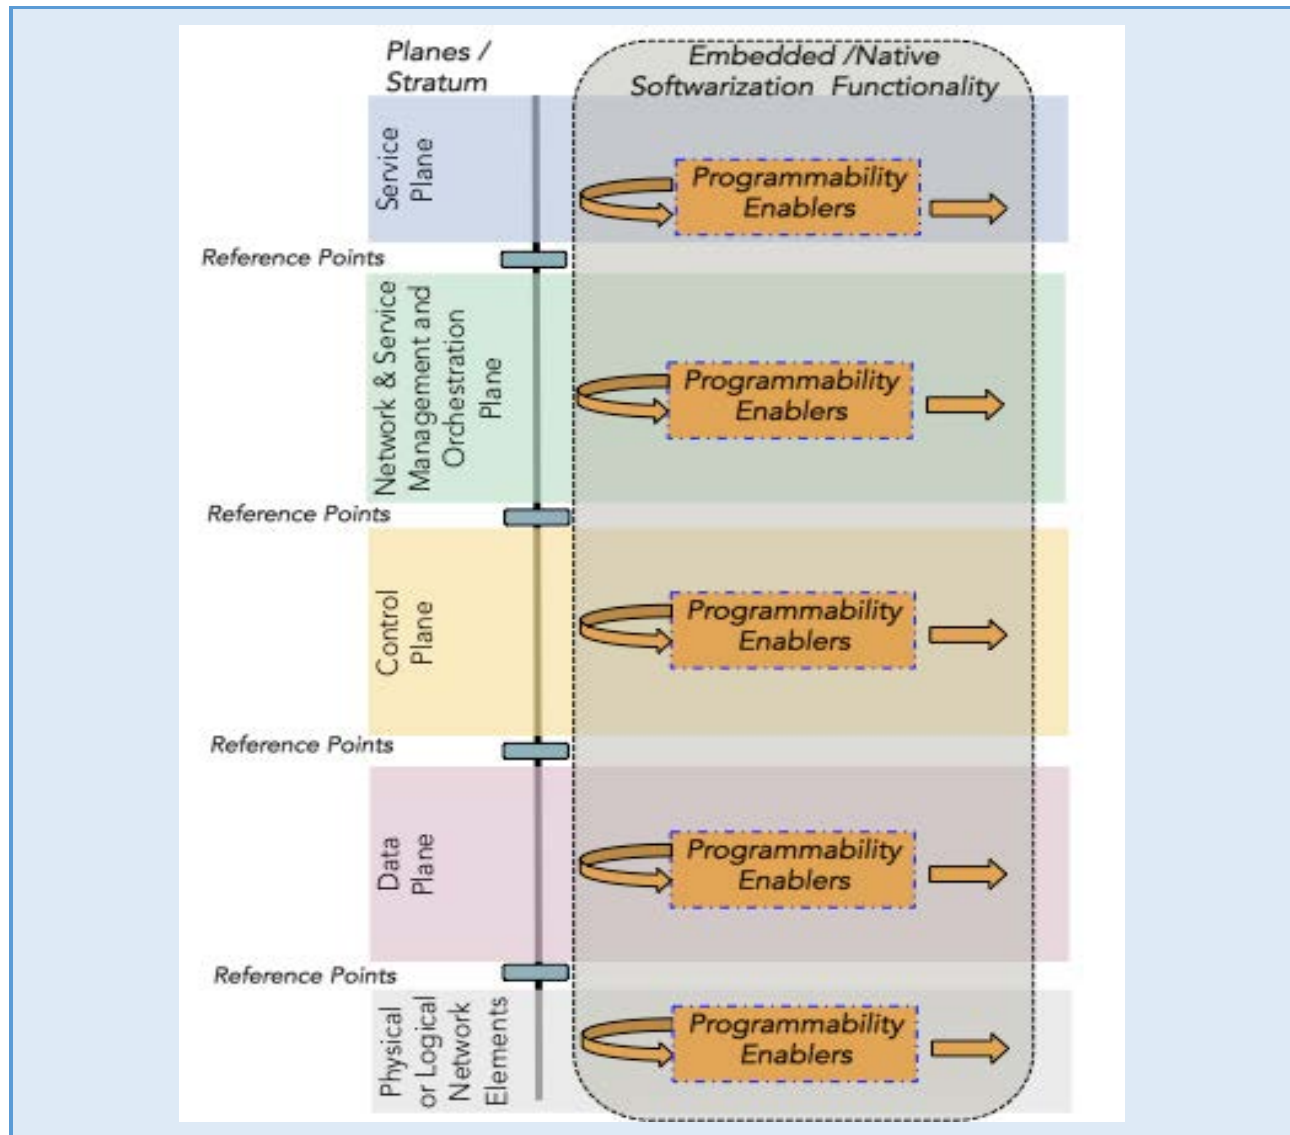 Planes /
Stratum
Embedded /Native
Softwarization Functionality
Service
Plane
Programmability
Enablers
Reference Points
Network & Service
Management and
Orchestration
Plane
Programmability
Enablers
Reference Points
Control
Plane
Programmability
Enablers
Reference Points
Data
Plane
Programmability
Enablers
Reference Points
Physical
or Logical
Network
Elements
Programmability
Enablers